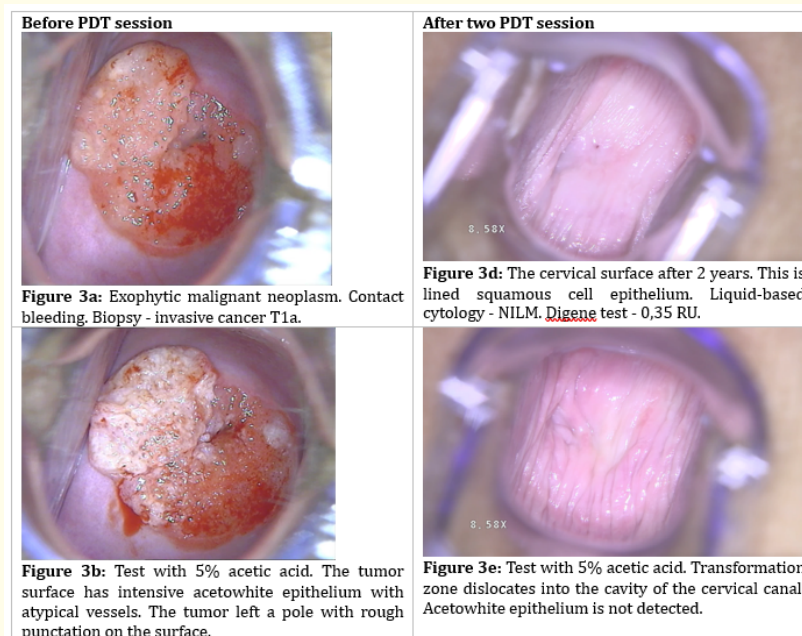 Before PDT session
After two PDT session
8,58X
Figure 3a: Exophytic malignant neoplasm. Contact
bleeding. Biopsy - invasive cancer T1a.
Figure 3d: The cervical surface after 2 years. This is
lined squamous cell epithelium. Liquid-based
cytology - NILM. Digene test - 0,35 RU.
8,58X
Figure 3b: Test with 5% acetic acid. The tumor
surface has intensive acetowhite epithelium with
atypical vessels. The tumor left a pole with rough
punctation on the surface.
Figure 3e: Test with 5% acetic acid. Transformation
zone dislocates into the cavity of the cervical canal.
Acetowhite epithelium is not detected.